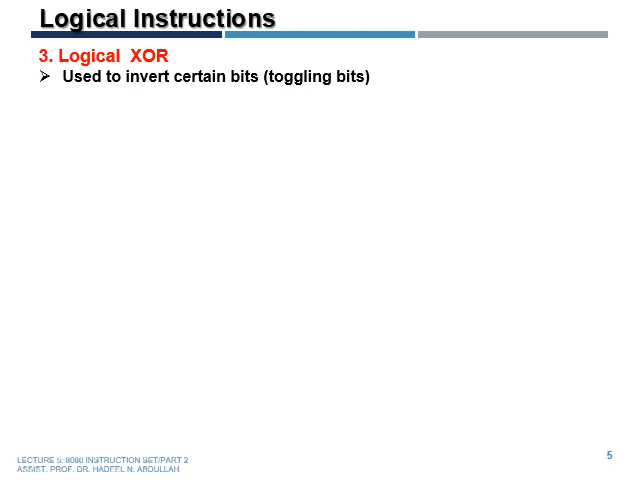 Logical Instructions
3. Logical XOR
➢ Used to invert certain bits (toggling bits)
LECTURE 5: 8086 INSTRUCTION SET/PART 2
ASSIST. PROF. DR. HADEEL N. ABDULLAH
5